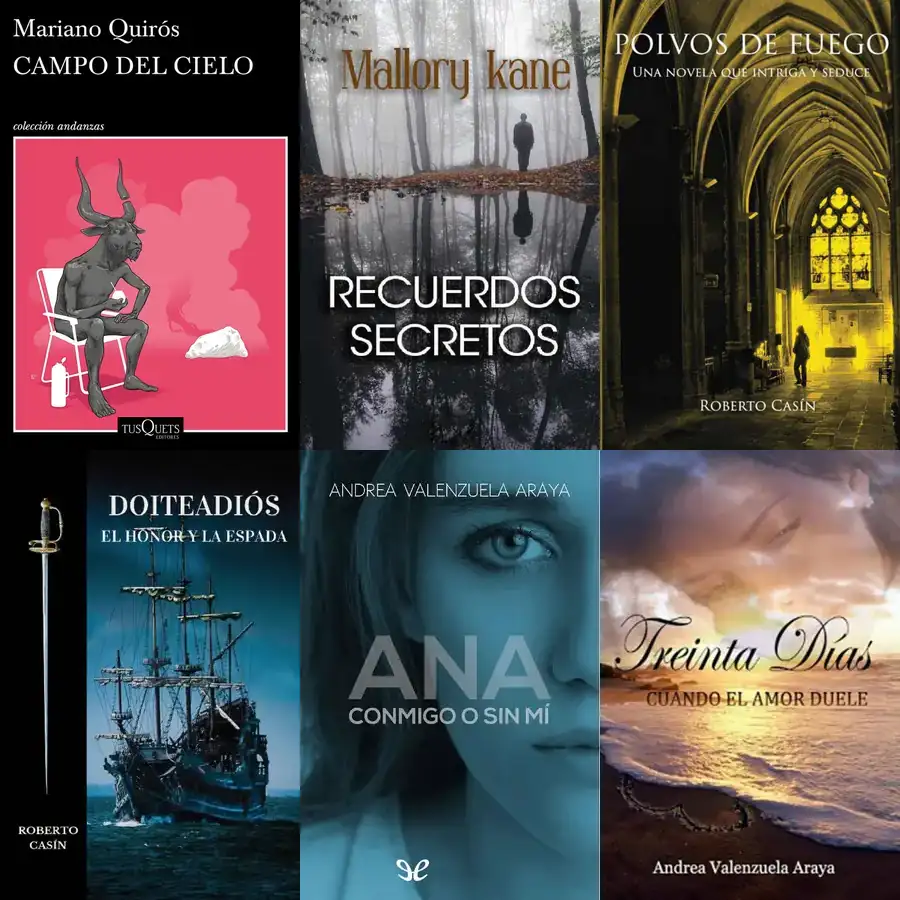 Mariano Quirós
CAMPO DEL CIELO
colección andanzas
TUSQUETS
EDITORES
Mallory kane
RECUERDOS
SECRETOS
POLVOS DE FUEGO
UNA NOVELA QUE INTRIGA Y SEDUCE
ROBERTO CASÍN
DOITEADIÓS
EL HONOR Y LA ESPADA
ROBERTO
CASÍN
ANDREA VALENZUELA ARAYA
ANA
CONMIGO O SIN MÍ
Treinta Días
CUANDO EL AMOR DUELE
Andrea Valenzuela Araya